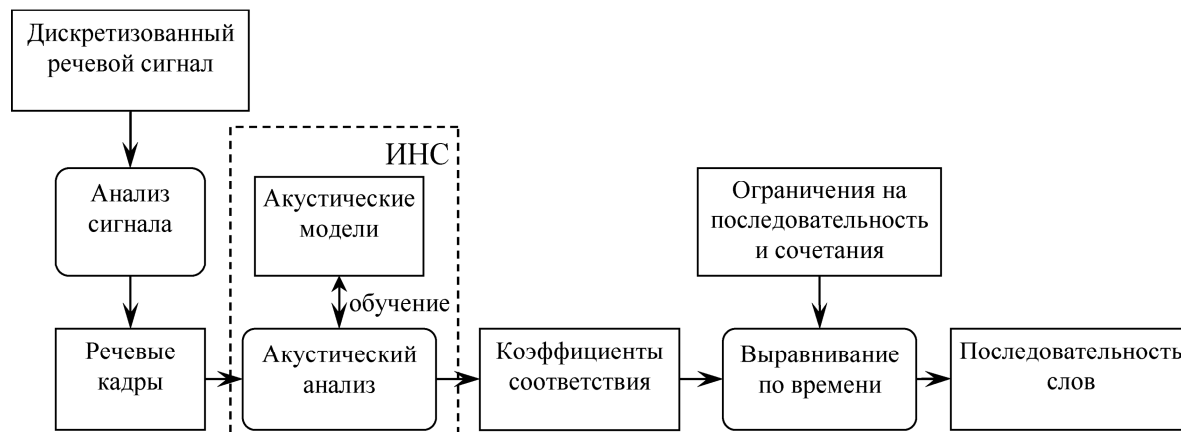 Дискретизованный
речевой сигнал
Анализ
сигнала
ИНС
Акустические
модели
обучение
Ограничения на
последовательность
и сочетания
Речевые
кадры
Акустический
анализ
Коэффициенты
соответствия
Выравнивание
по времени
Последовательность
слов